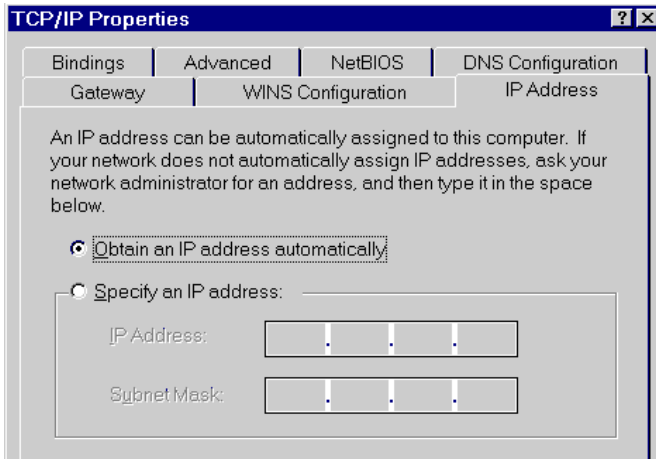 TCP/IP Properties
Bindings Advanced NetBIOS DNS Configuration
Gateway WINS Configuration IP Address
An IP address can be automatically assigned to this computer. If
your network does not automatically assign IP addresses, ask your
network administrator for an address, and then type it in the space
below.
Obtain an IP address automatically
Specify an IP address:
IP Address:
Subnet Mask: